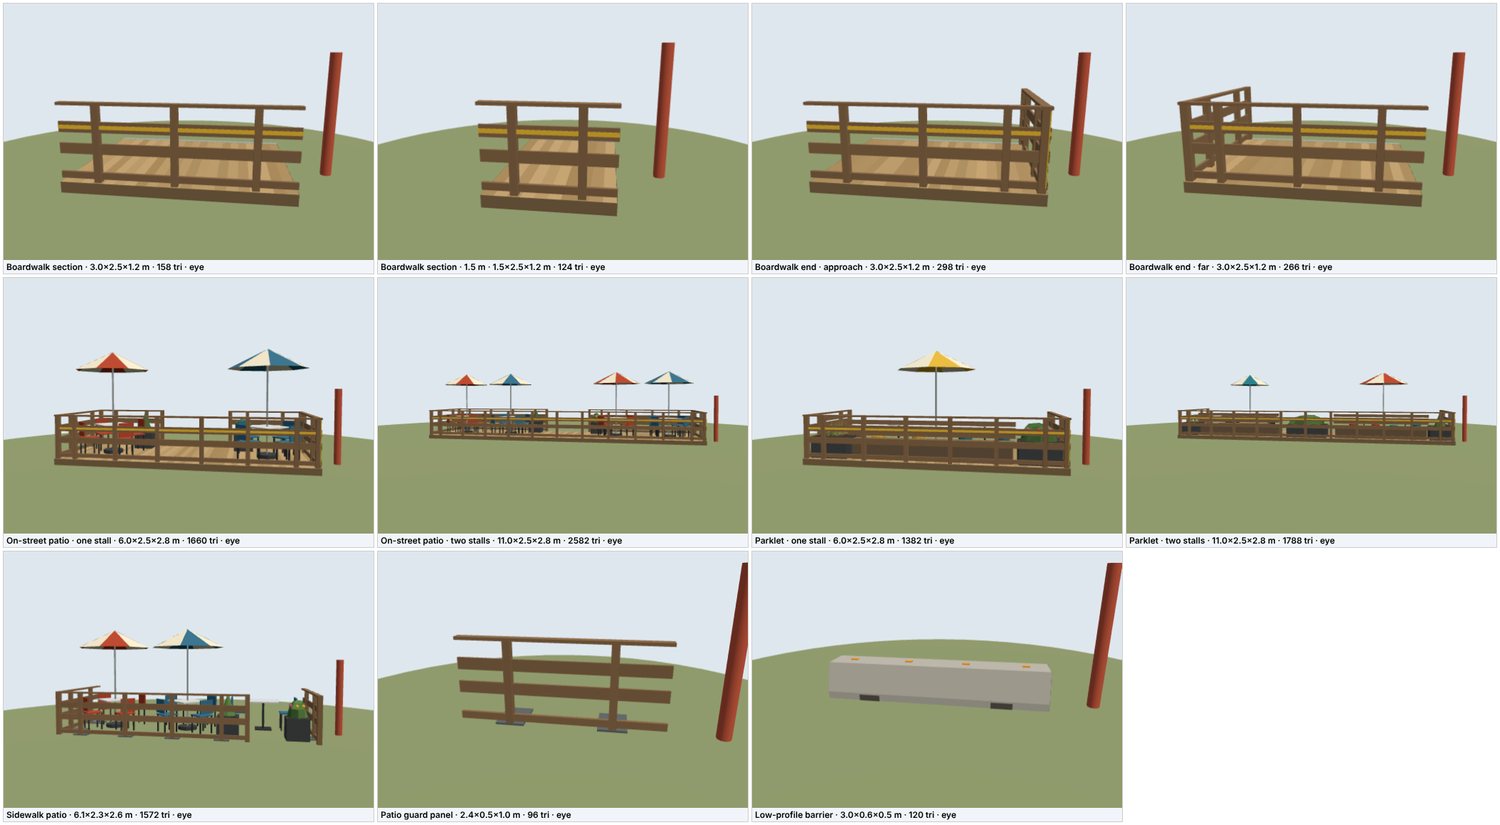 Boardwalk section · 3.0×2.5×1.2 m · 158 tri · eye
Boardwalk section · 1.5 m · 1.5×2.5×1.2 m · 124 tri · eye
Boardwalk end · approach · 3.0×2.5×1.2 m · 298 tri · eye
Boardwalk end · far · 3.0×2.5×1.2 m · 266 tri · eye
On-street patio · one stall · 6.0×2.5×2.8 m · 1660 tri · eye
On-street patio · two stalls · 11.0×2.5×2.8 m · 2582 tri · eye
Parklet · one stall · 6.0×2.5×2.8 m · 1382 tri · eye
Parklet · two stalls · 11.0×2.5×2.8 m · 1788 tri · eye
Sidewalk patio · 6.1×2.3×2.6 m · 1572 tri · eye
Patio guard panel · 2.4×0.5×1.0 m · 96 tri · eye
Low-profile barrier · 3.0×0.6×0.5 m · 120 tri · eye